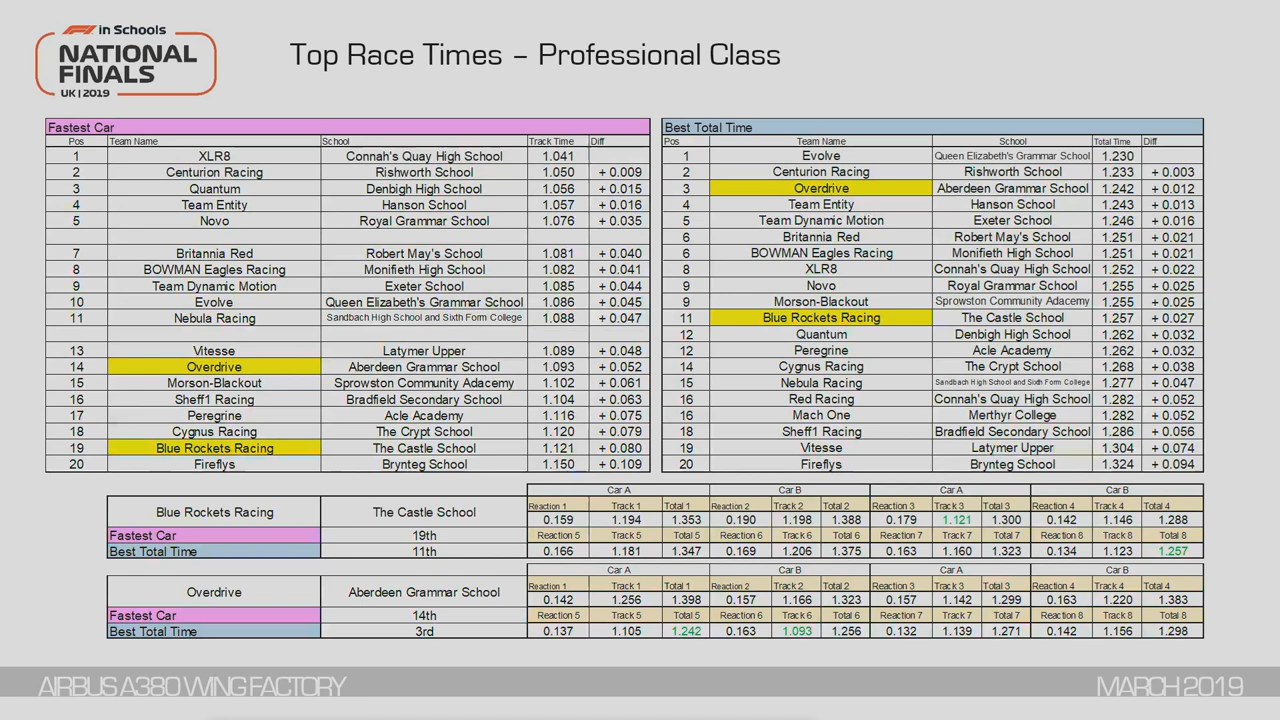 F1 in Schools
NATIONAL
FINALS
UK | 2019
Top Race Times – Professional Class
Fastest Car
Pos Team Name School Track Time Diff
1 XLR8 Connah's Quay High School 1.041
2 Centurion Racing Rishworth School 1.050 + 0.009
3 Quantum Denbigh High School 1.056 + 0.015
4 Team Entity Hanson School 1.057 + 0.016
5 Novo Royal Grammar School 1.076 + 0.035
7 Britannia Red Robert May's School 1.081 + 0.040
8 BOWMAN Eagles Racing Monifieth High School 1.082 + 0.041
9 Team Dynamic Motion Exeter School 1.085 + 0.044
10 Evolve Queen Elizabeth's Grammar School 1.086 + 0.045
11 Nebula Racing Sandbach High School and Sixth Form College 1.088 + 0.047
13 Vitesse Latymer Upper 1.089 + 0.048
14 Overdrive Aberdeen Grammar School 1.093 + 0.052
15 Morson-Blackout Sprowston Community Adacemy 1.102 + 0.061
16 Sheff1 Racing Bradfield Secondary School 1.104 + 0.063
17 Peregrine Acle Academy 1.116 + 0.075
18 Cygnus Racing The Crypt School 1.120 + 0.079
19 Blue Rockets Racing The Castle School 1.121 + 0.080
20 Fireflys Brynteg School 1.150 + 0.109
Best Total Time
Pos Team Name School Total Time Diff
1 Evolve Queen Elizabeth's Grammar School 1.230
2 Centurion Racing Rishworth School 1.233 + 0.003
3 Overdrive Aberdeen Grammar School 1.242 + 0.012
4 Team Entity Hanson School 1.243 + 0.013
5 Team Dynamic Motion Exeter School 1.246 + 0.016
6 Britannia Red Robert May's School 1.251 + 0.021
6 BOWMAN Eagles Racing Monifieth High School 1.251 + 0.021
8 XLR8 Connah's Quay High School 1.252 + 0.022
9 Novo Royal Grammar School 1.255 + 0.025
9 Morson-Blackout Sprowston Community Adacemy 1.255 + 0.025
11 Blue Rockets Racing The Castle School 1.257 + 0.027
12 Quantum Denbigh High School 1.262 + 0.032
12 Peregrine Acle Academy 1.262 + 0.032
14 Cygnus Racing The Crypt School 1.268 + 0.038
15 Nebula Racing Sandbach High School and Sixth Form College 1.277 + 0.047
16 Red Racing Connah's Quay High School 1.282 + 0.052
16 Mach One Merthyr College 1.282 + 0.052
18 Sheff1 Racing Bradfield Secondary School 1.286 + 0.056
19 Vitesse Latymer Upper 1.304 + 0.074
20 Fireflys Brynteg School 1.324 + 0.094
Car A Car B Car A Car B
Reaction 1 Track 1 Total 1 Reaction 2 Track 2 Total 2 Reaction 3 Track 3 Total 3 Reaction 4 Track 4 Total 4
Blue Rockets Racing The Castle School 0.159 1.194 1.353 0.190 1.198 1.388 0.179 1.121 1.300 0.142 1.146 1.288
Fastest Car 19th Reaction 5 Track 5 Total 5 Reaction 6 Track 6 Total 6 Reaction 7 Track 7 Total 7 Reaction 8 Track 8 Total 8
Best Total Time 11th 0.166 1.181 1.347 0.169 1.206 1.375 0.163 1.160 1.323 0.134 1.123 1.257
Car A Car B Car A Car B
Reaction 1 Track 1 Total 1 Reaction 2 Track 2 Total 2 Reaction 3 Track 3 Total 3 Reaction 4 Track 4 Total 4
Overdrive Aberdeen Grammar School 0.142 1.256 1.398 0.157 1.166 1.323 0.157 1.142 1.299 0.163 1.220 1.383
Fastest Car 14th Reaction 5 Track 5 Total 5 Reaction 6 Track 6 Total 6 Reaction 7 Track 7 Total 7 Reaction 8 Track 8 Total 8
Best Total Time 3rd 0.137 1.105 1.242 0.163 1.093 1.256 0.132 1.139 1.271 0.142 1.156 1.298
AIRBUS A380 WING FACTORY
MARCH 2019